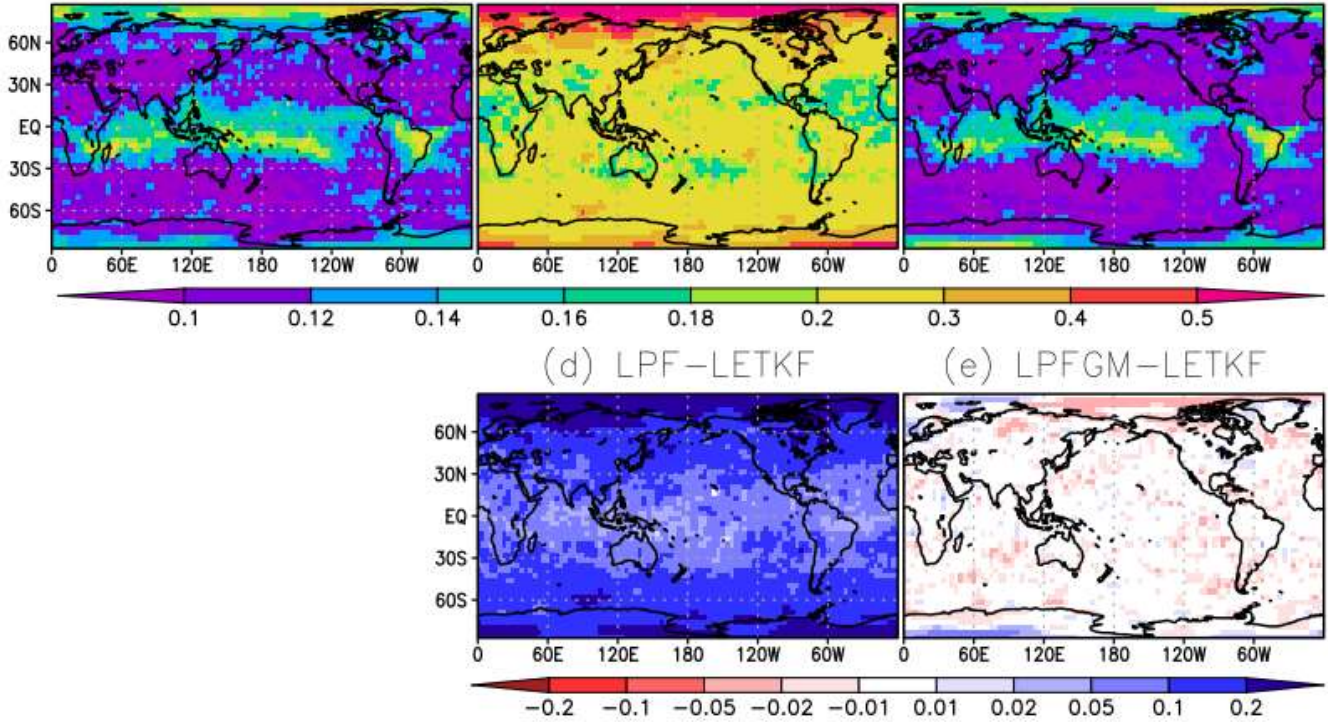 60N
30N
EQ
30S
60S
0 60E 120E 180 120W 60W
0 60E 120E 180 120W 60W
0 60E 120E 180 120W 60W
0.1 0.12 0.14 0.16 0.18 0.2 0.3 0.4 0.5
(d) LPF-LETKF
(e) LPFGM-LETKF
60N
30N
EQ
30S
60S
0 60E 120E 180 120W 60W
0 60E 120E 180 120W 60W
-0.2 -0.1 -0.05 -0.02 -0.01 0.01 0.02 0.05 0.1 0.2